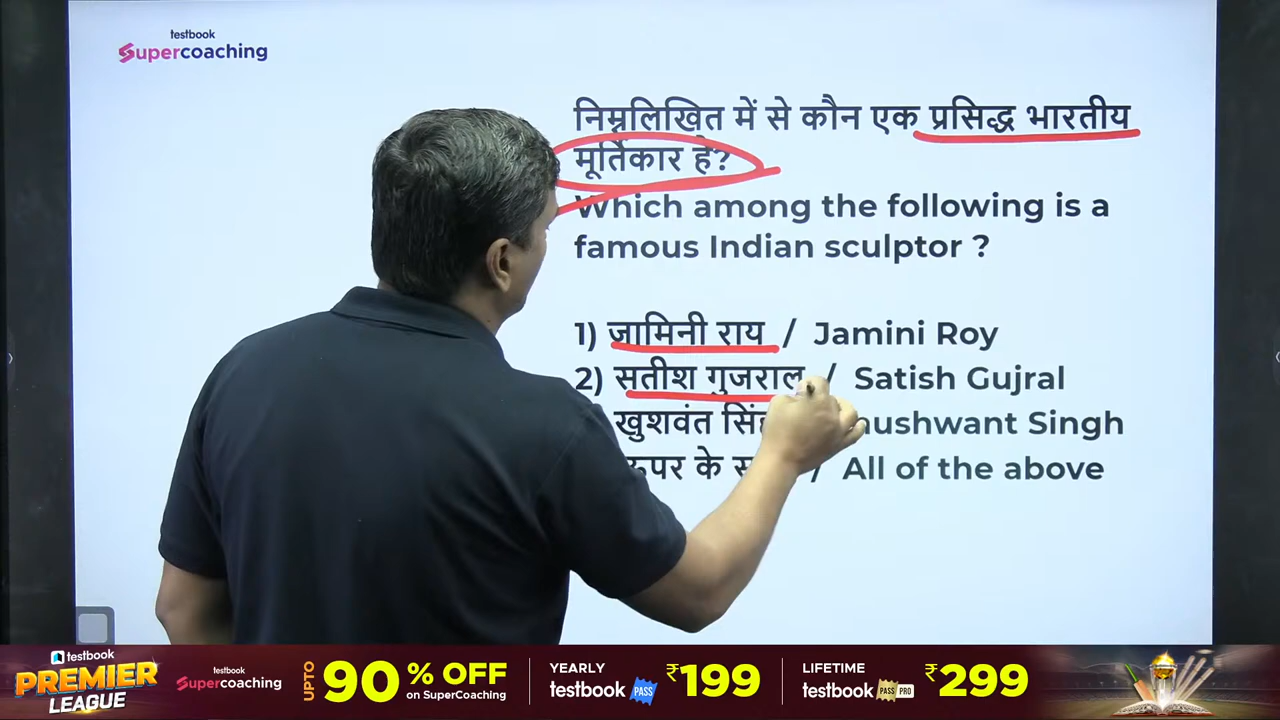 testbook
Supercoaching
निम्नलिखित में से कौन एक प्रसिद्ध भारतीय
मूर्तिकार है?
Which among the following is a
famous Indian sculptor ?
1) जामिनी राय / Jamini Roy
2) सतीश गुजराल / Satish Gujral
खुशवंत Singh
के / All of the above
testbook
PREMIER
LEAGUE
testbook
Supercoaching
UPTO 90 % OFF
on SuperCoaching
YEARLY
testbook PASS
₹199
LIFETIME
testbook PASS PRO
₹299